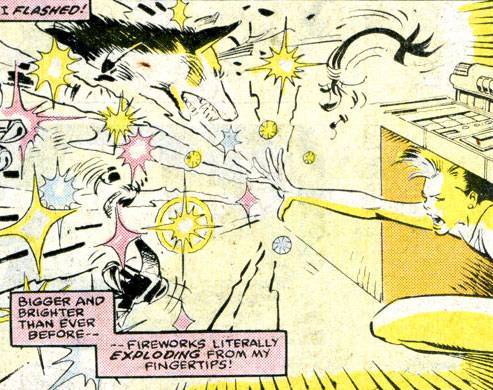 I FLASHED!
BIGGER AND
BRIGHTER
THAN EVER
BEFORE--
--FIREWORKS LITERALLY
EXPLODING FROM MY
FINGERTIPS!